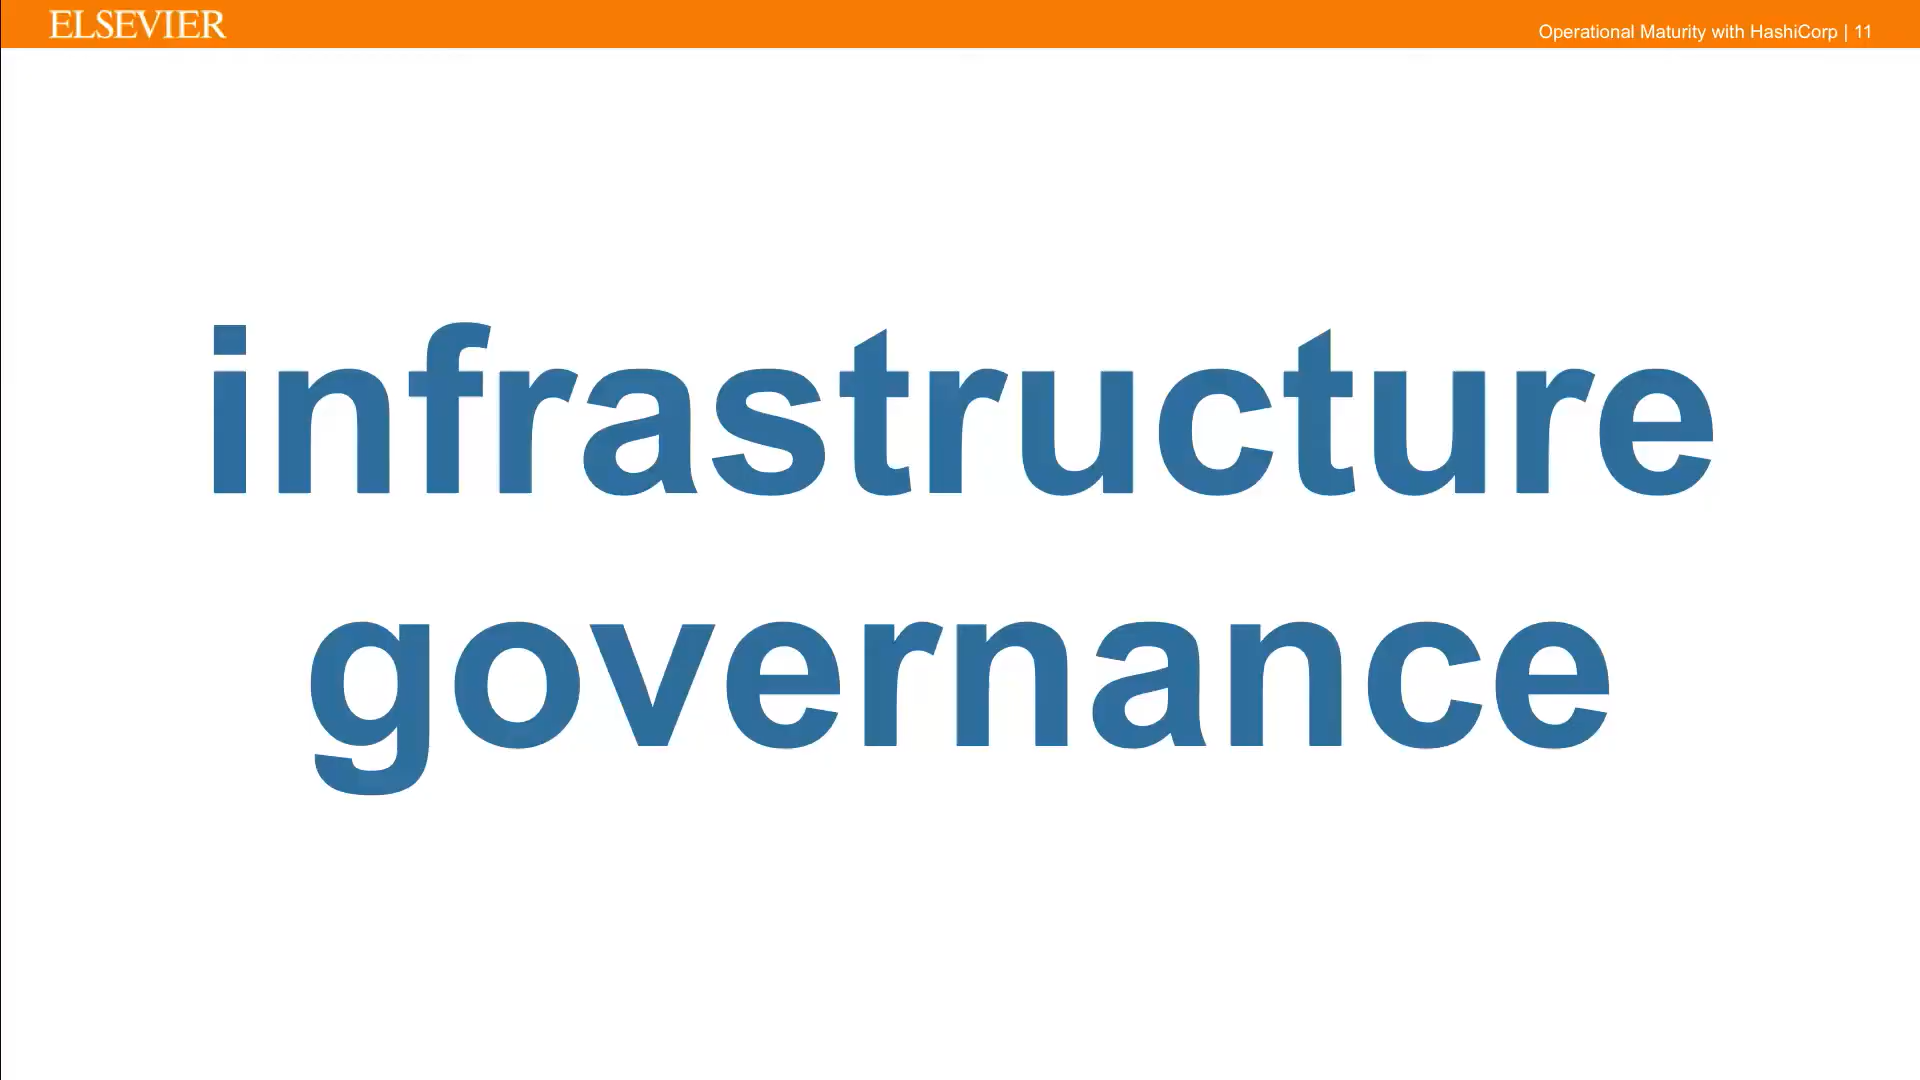 ELSEVIER
Operational Maturity with HashiCorp | 11
infrastructure
governance